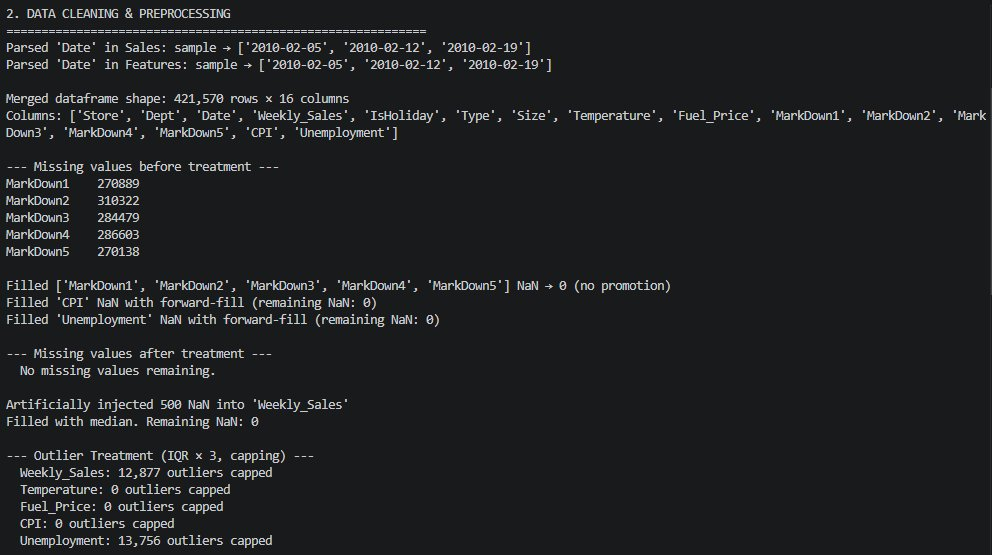 2. DATA CLEANING & PREPROCESSING
============================================================
Parsed 'Date' in Sales: sample → ['2010-02-05', '2010-02-12', '2010-02-19']
Parsed 'Date' in Features: sample → ['2010-02-05', '2010-02-12', '2010-02-19']
Merged dataframe shape: 421,570 rows × 16 columns
Columns: ['Store', 'Dept', 'Date', 'Weekly_Sales', 'IsHoliday', 'Type', 'Size', 'Temperature', 'Fuel_Price', 'MarkDown1', 'MarkDown2', 'Mark
Down3', 'MarkDown4', 'MarkDown5', 'CPI', 'Unemployment']
--- Missing values before treatment ---
MarkDown1    270889
MarkDown2    310322
MarkDown3    284479
MarkDown4    286603
MarkDown5    270138
Filled ['MarkDown1', 'MarkDown2', 'MarkDown3', 'MarkDown4', 'MarkDown5'] NaN → 0 (no promotion)
Filled 'CPI' NaN with forward-fill (remaining NaN: 0)
Filled 'Unemployment' NaN with forward-fill (remaining NaN: 0)
--- Missing values after treatment ---
  No missing values remaining.
Artificially injected 500 NaN into 'Weekly_Sales'
Filled with median. Remaining NaN: 0
--- Outlier Treatment (IQR × 3, capping) ---
  Weekly_Sales: 12,877 outliers capped
  Temperature: 0 outliers capped
  Fuel_Price: 0 outliers capped
  CPI: 0 outliers capped
  Unemployment: 13,756 outliers capped